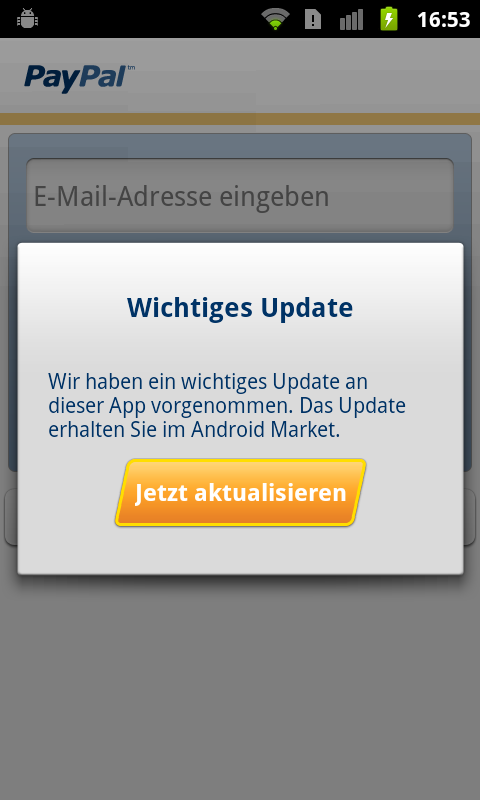 16:53
PayPal™
E-Mail-Adresse eingeben
Wichtiges Update
Wir haben ein wichtiges Update an
dieser App vorgenommen. Das Update
erhalten Sie im Android Market.
Jetzt aktualisieren